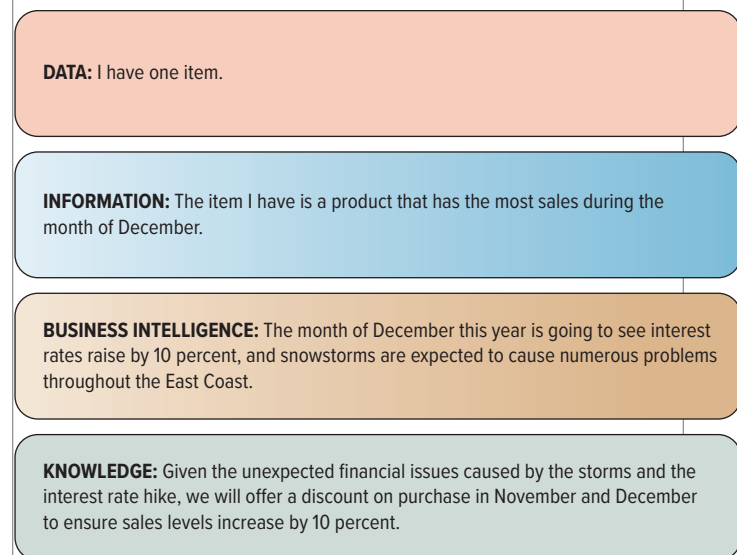 DATA: I have one item.
INFORMATION: The item I have is a product that has the most sales during the
month of December.
BUSINESS INTELLIGENCE: The month of December this year is going to see interest
rates raise by 10 percent, and snowstorms are expected to cause numerous problems
throughout the East Coast.
KNOWLEDGE: Given the unexpected financial issues caused by the storms and the
interest rate hike, we will offer a discount on purchase in November and December
to ensure sales levels increase by 10 percent.